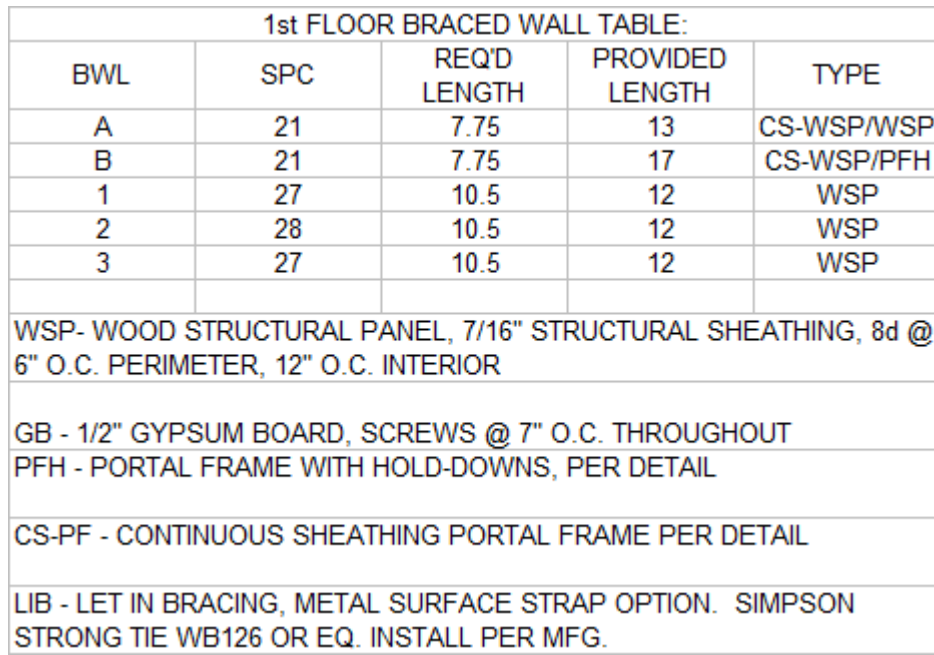 1st FLOOR BRACED WALL TABLE:
BWL SPC REQ'D LENGTH PROVIDED LENGTH TYPE
A 21 7.75 13 CS-WSP/WSP
B 21 7.75 17 CS-WSP/PFH
1 27 10.5 12 WSP
2 28 10.5 12 WSP
3 27 10.5 12 WSP
WSP- WOOD STRUCTURAL PANEL, 7/16" STRUCTURAL SHEATHING, 8d @
6" O.C. PERIMETER, 12" O.C. INTERIOR
GB - 1/2" GYPSUM BOARD, SCREWS @ 7" O.C. THROUGHOUT
PFH - PORTAL FRAME WITH HOLD-DOWNS, PER DETAIL
CS-PF - CONTINUOUS SHEATHING PORTAL FRAME PER DETAIL
LIB - LET IN BRACING, METAL SURFACE STRAP OPTION.  SIMPSON
STRONG TIE WB126 OR EQ. INSTALL PER MFG.